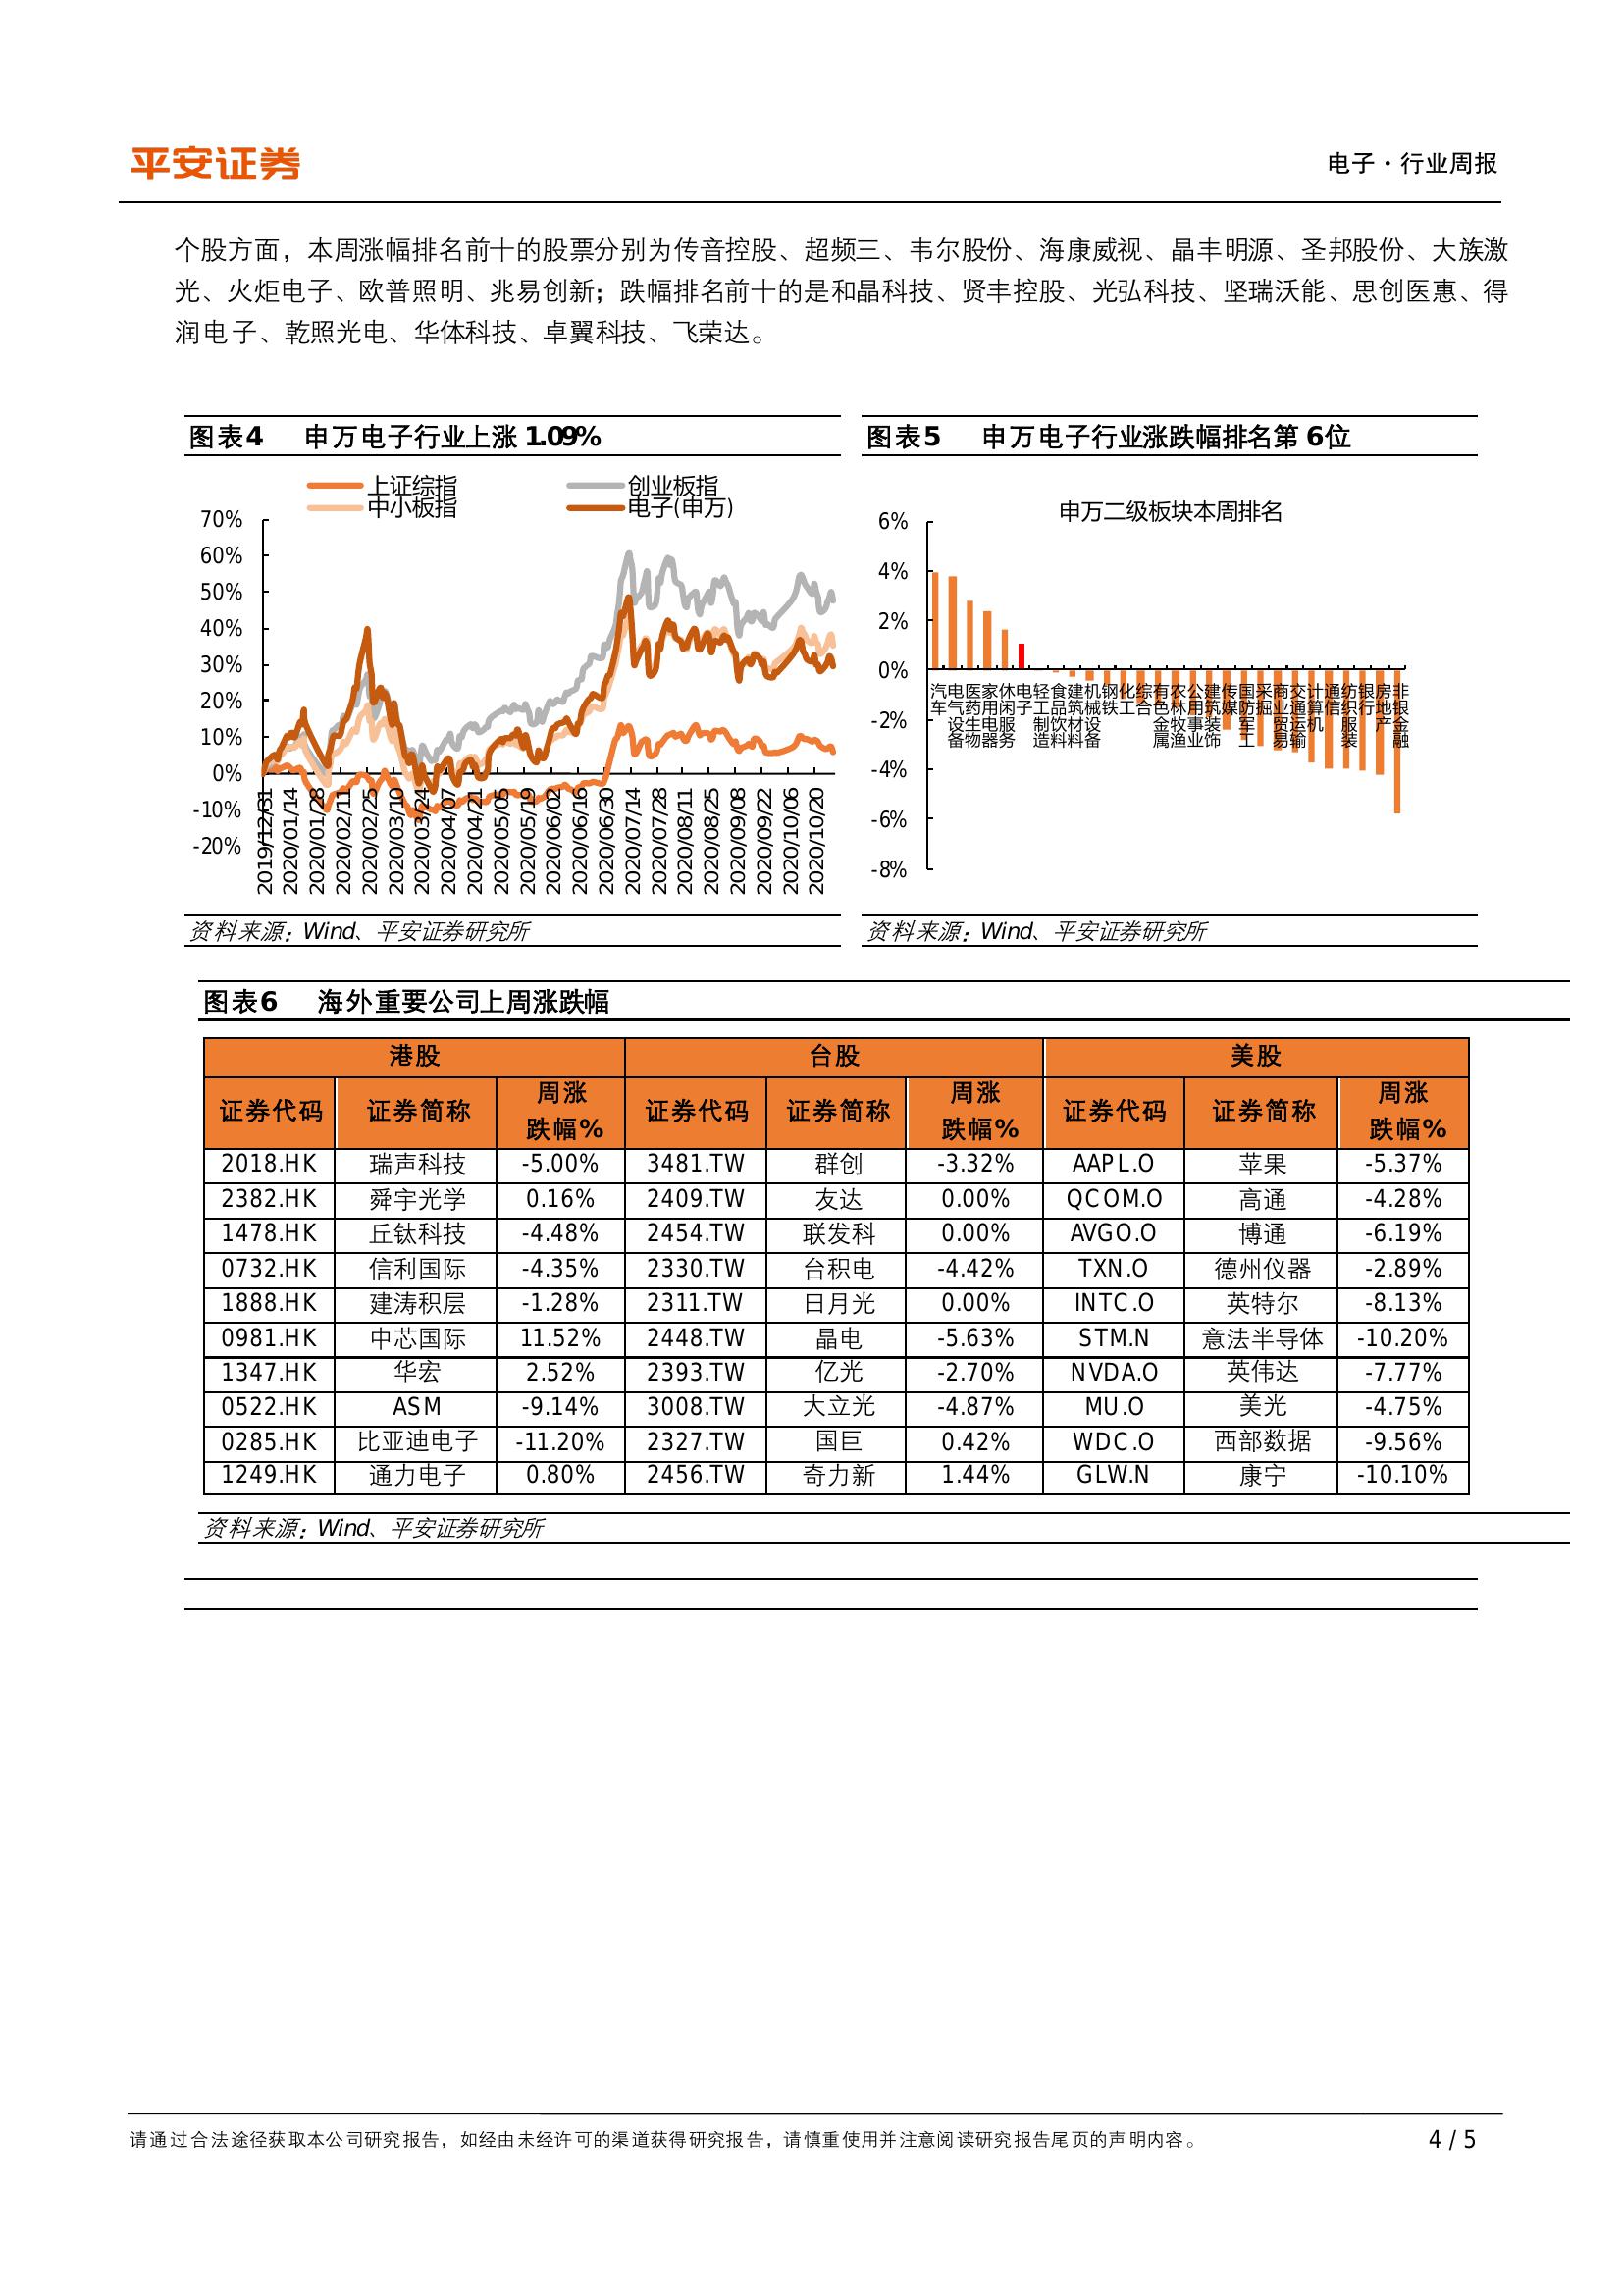 平安证券
电子·行业周报
个股方面，本周涨幅排名前十的股票分别为传音控股、超频三、韦尔股份、海康威视、晶丰明源、圣邦股份、大族激
光、火炬电子、欧普照明、兆易创新；跌幅排名前十的是和晶科技、贤丰控股、光弘科技、坚瑞沃能、思创医惠、得
润电子、乾照光电、华体科技、卓翼科技、飞荣达。
图表4 申万电子行业上涨 1.09%
上证综指 创业板指
中小板指 电子(申万)
70%
60%
50%
40%
30%
20%
10%
0%
-10%
-20%
2019/12/31
2020/01/14
2020/01/28
2020/02/11
2020/02/25
2020/03/10
2020/03/24
2020/04/07
2020/04/21
2020/05/05
2020/05/19
2020/06/02
2020/06/16
2020/06/30
2020/07/14
2020/07/28
2020/08/11
2020/08/25
2020/09/08
2020/09/22
2020/10/06
2020/10/20
资料来源：Wind、平安证券研究所
图表5 申万电子行业涨跌幅排名第 6位
申万二级板块本周排名
6%
4%
2%
0%
-2%
-4%
-6%
-8%
汽车
电气设备
医药生物
家用电器
休闲服务
电子
轻工制造
食品饮料
建筑材料
机械设备
钢铁
化工
综合
有色金属
农林牧渔
公用事业
建筑装饰
传媒
国防军工
采掘
商业贸易
交通运输
计算机
通信
纺织服装
银行
房地产
非银金融
资料来源：Wind、平安证券研究所
图表6 海外重要公司上周涨跌幅
港股 台股 美股
证券代码 证券简称 周涨跌幅% 证券代码 证券简称 周涨跌幅% 证券代码 证券简称 周涨跌幅%
2018.HK 瑞声科技 -5.00% 3481.TW 群创 -3.32% AAPL.O 苹果 -5.37%
2382.HK 舜宇光学 0.16% 2409.TW 友达 0.00% QCOM.O 高通 -4.28%
1478.HK 丘钛科技 -4.48% 2454.TW 联发科 0.00% AVGO.O 博通 -6.19%
0732.HK 信利国际 -4.35% 2330.TW 台积电 -4.42% TXN.O 德州仪器 -2.89%
1888.HK 建涛积层 -1.28% 2311.TW 日月光 0.00% INTC.O 英特尔 -8.13%
0981.HK 中芯国际 11.52% 2448.TW 晶电 -5.63% STM.N 意法半导体 -10.20%
1347.HK 华宏 2.52% 2393.TW 亿光 -2.70% NVDA.O 英伟达 -7.77%
0522.HK ASM -9.14% 3008.TW 大立光 -4.87% MU.O 美光 -4.75%
0285.HK 比亚迪电子 -11.20% 2327.TW 国巨 0.42% WDC.O 西部数据 -9.56%
1249.HK 通力电子 0.80% 2456.TW 奇力新 1.44% GLW.N 康宁 -10.10%
资料来源：Wind、平安证券研究所
请通过合法途径获取本公司研究报告，如经由未经许可的渠道获得研究报告，请慎重使用并注意阅读研究报告尾页的声明内容。
4 / 5